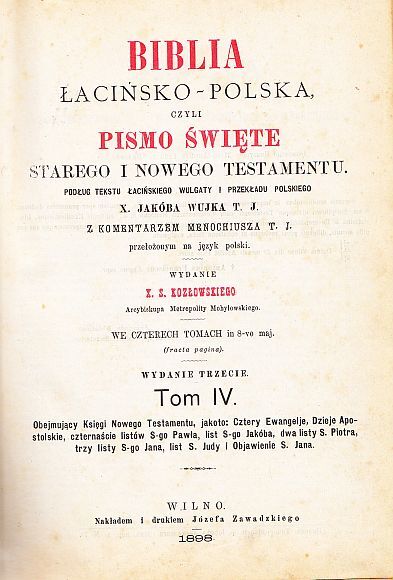 BIBLIA
ŁACIŃSKO-POLSKA,
CZYLI
PISMO ŚWIĘTE
STAREGO I NOWEGO TESTAMENTU.
PODŁUG TEKSTU ŁACIŃSKIEGO WULGATY I PRZEKŁADU POLSKIEGO
X. JAKÓBA WUJKA T. J.
Z KOMENTARZEM MENOCHIUSZA T. J.
przełożonym na język polski.
WYDANIE
X. S. KOZŁOWSKIEGO
Arcybiskupa Metropolity Mohylowskiego.
WE CZTERECH TOMACH in 8-vo maj.
(fracta pagina).
WYDANIE TRZECIE.
Tom IV.
Obejmujący Księgi Nowego Testamentu, jakoto: Cztery Ewangelje, Dzieje Apo-
stolskie, czternaście listów S-go Pawła, list S-go Jakóba, dwa listy S. Piotra,
trzy listy S-go Jana, list S. Judy i Objawienie S. Jana.
WILNO.
Nakładem i drukiem Józefa Zawadzkiego
1898